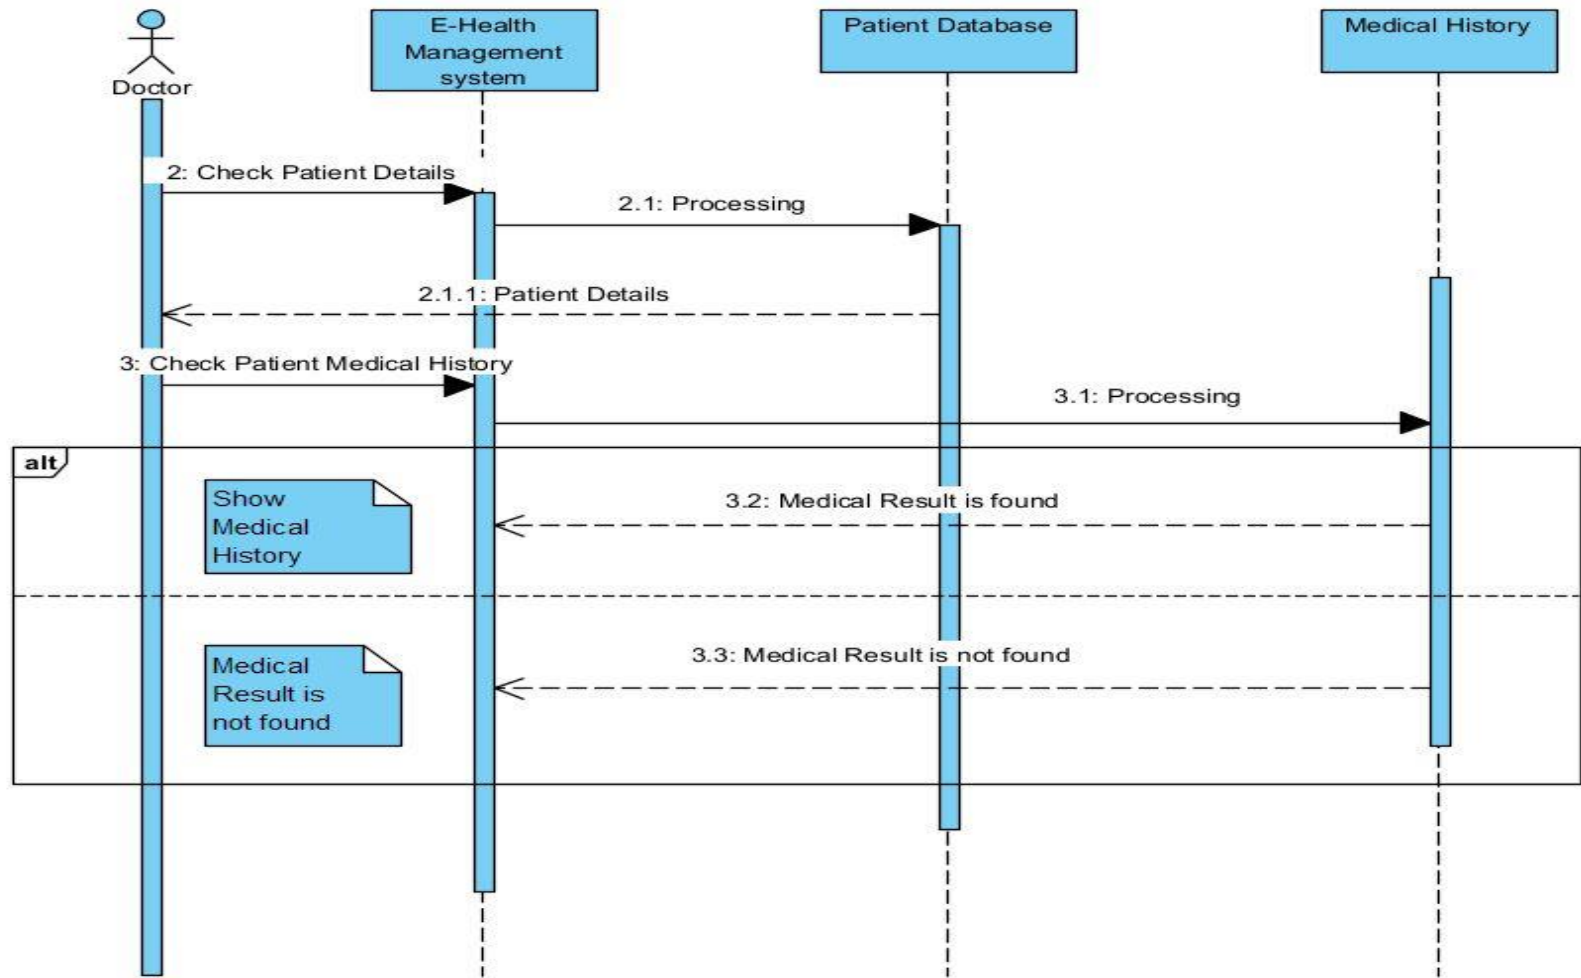 Doctor
E-Health
Management
system
Patient Database
Medical History
2: Check Patient Details
2.1: Processing
2.1.1: Patient Details
3: Check Patient Medical History
3.1: Processing
alt
Show
Medical
History
3.2: Medical Result is found
Medical
Result is
not found
3.3: Medical Result is not found